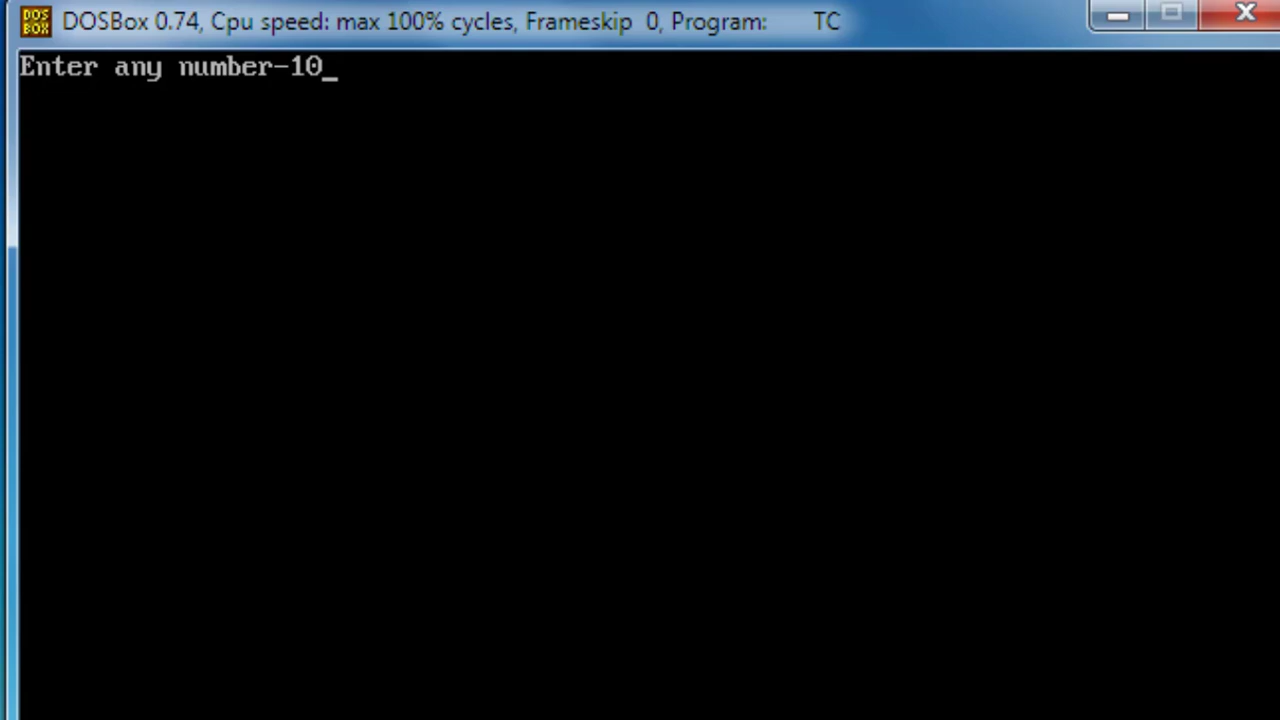 DOS
BOX
DOSBox 0.74, Cpu speed: max 100% cycles, Frameskip 0, Program: TC
Enter any number-10_